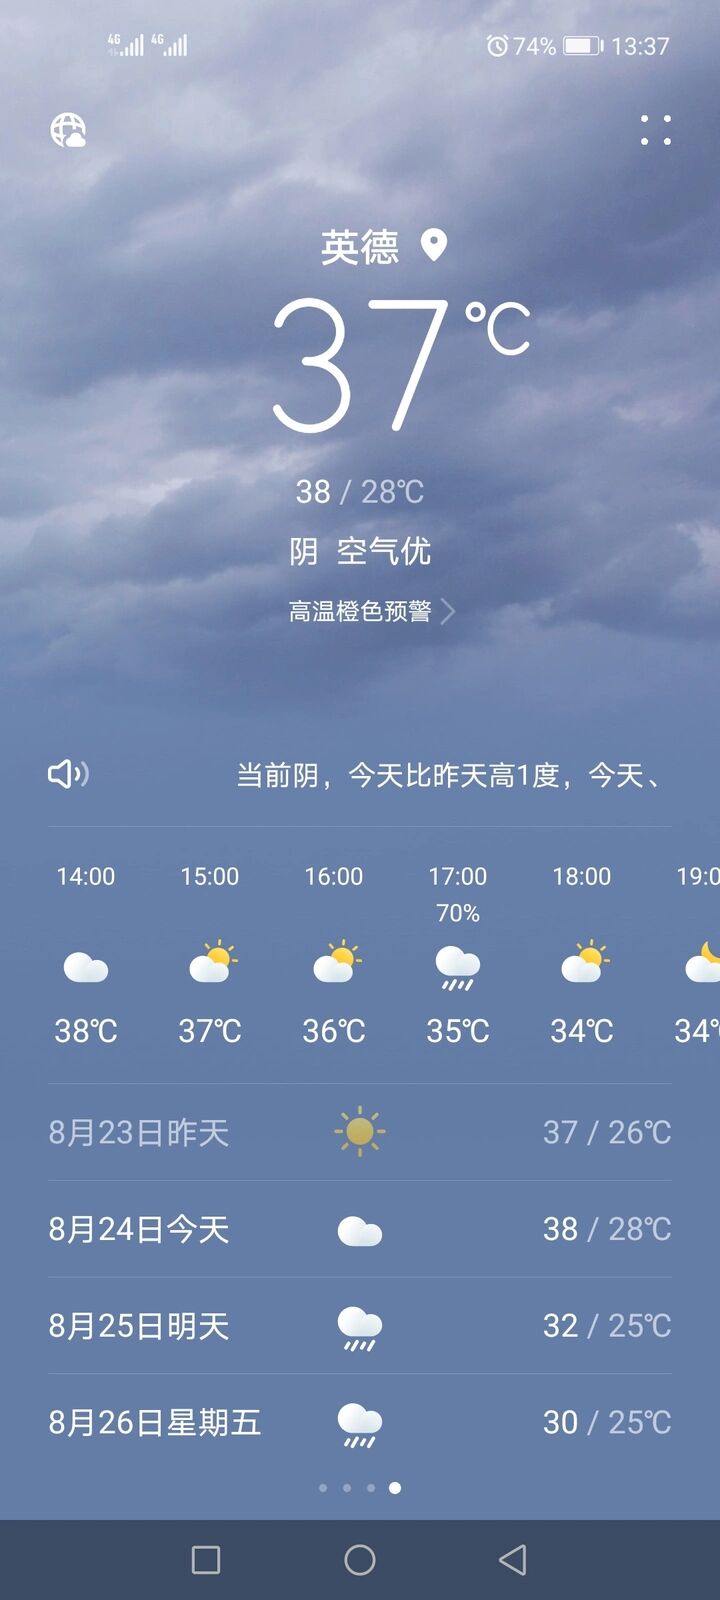 4G 4G 74% 13:37
英德
37℃
38 / 28℃
阴 空气优
高温橙色预警
当前阴，今天比昨天高1度，今天、
14:00 15:00 16:00 17:00 18:00 19:0
70%
38℃ 37℃ 36℃ 35℃ 34℃ 34°
8月23日昨天 37 / 26℃
8月24日今天 38 / 28℃
8月25日明天 32 / 25℃
8月26日星期五 30 / 25℃